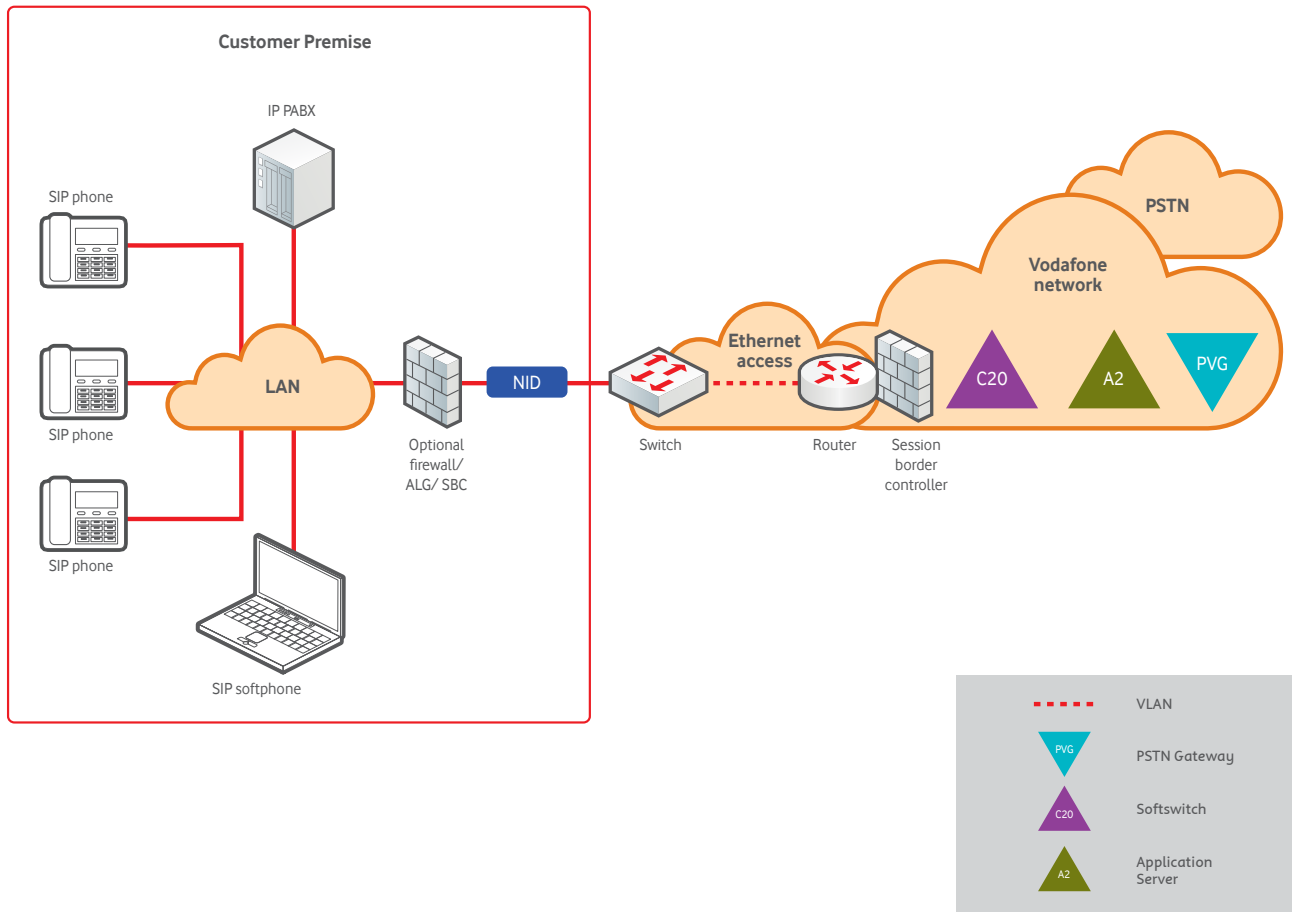 Customer Premise
IP PABX
SIP phone
SIP phone
SIP phone
LAN
SIP softphone
Optional
firewall/
ALG/ SBC
NID
Switch
Ethernet
access
Router
Session
border
controller
Vodafone
network
PSTN
C20
A2
PVG
VLAN
PVG
PSTN Gateway
C20
Softswitch
A2
Application
Server